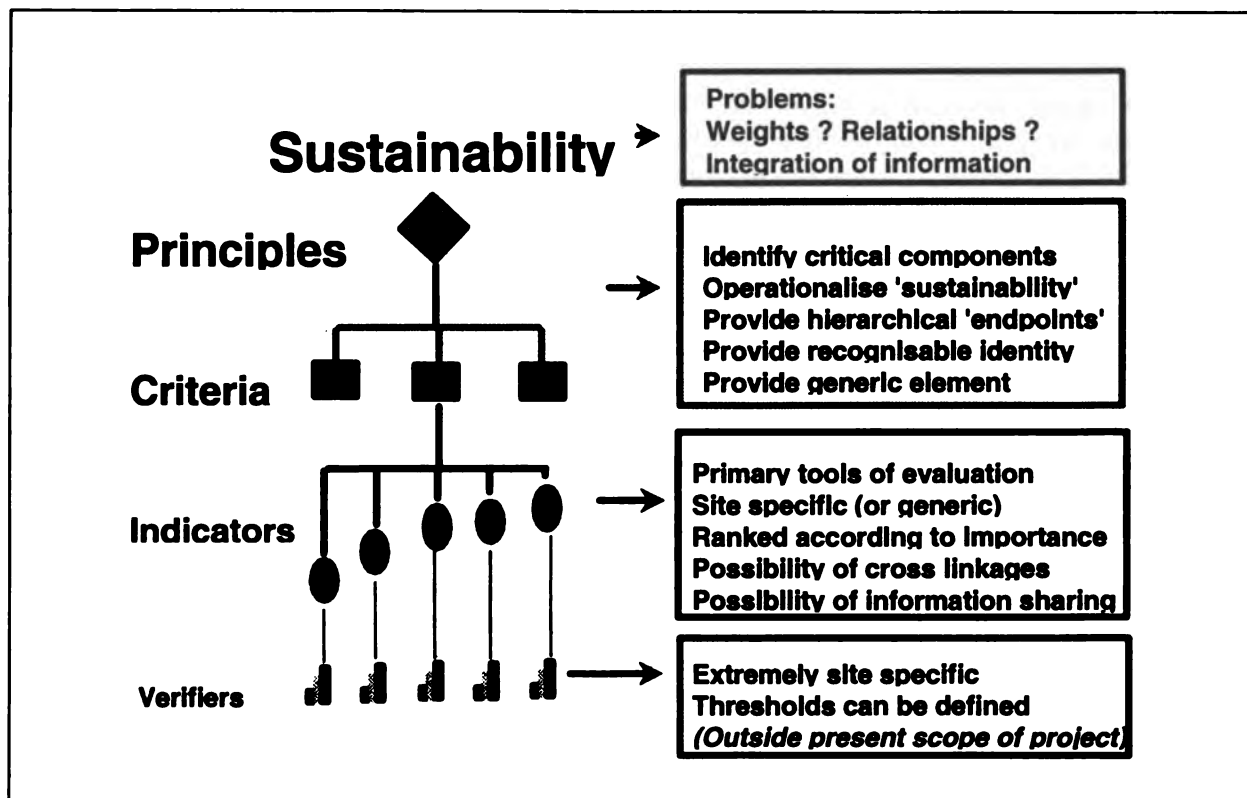 Sustainability
Problems:
Weights ? Relationships ?
Integration of information
Principles
Identify critical components
Operationalise 'sustainability'
Provide hierarchical 'endpoints'
Provide recognisable identity
Provide generic element
Criteria
Indicators
Primary tools of evaluation
Site specific (or generic)
Ranked according to importance
Possibility of cross linkages
Possibility of information sharing
Verifiers
Extremely site specific
Thresholds can be defined
(Outside present scope of project)